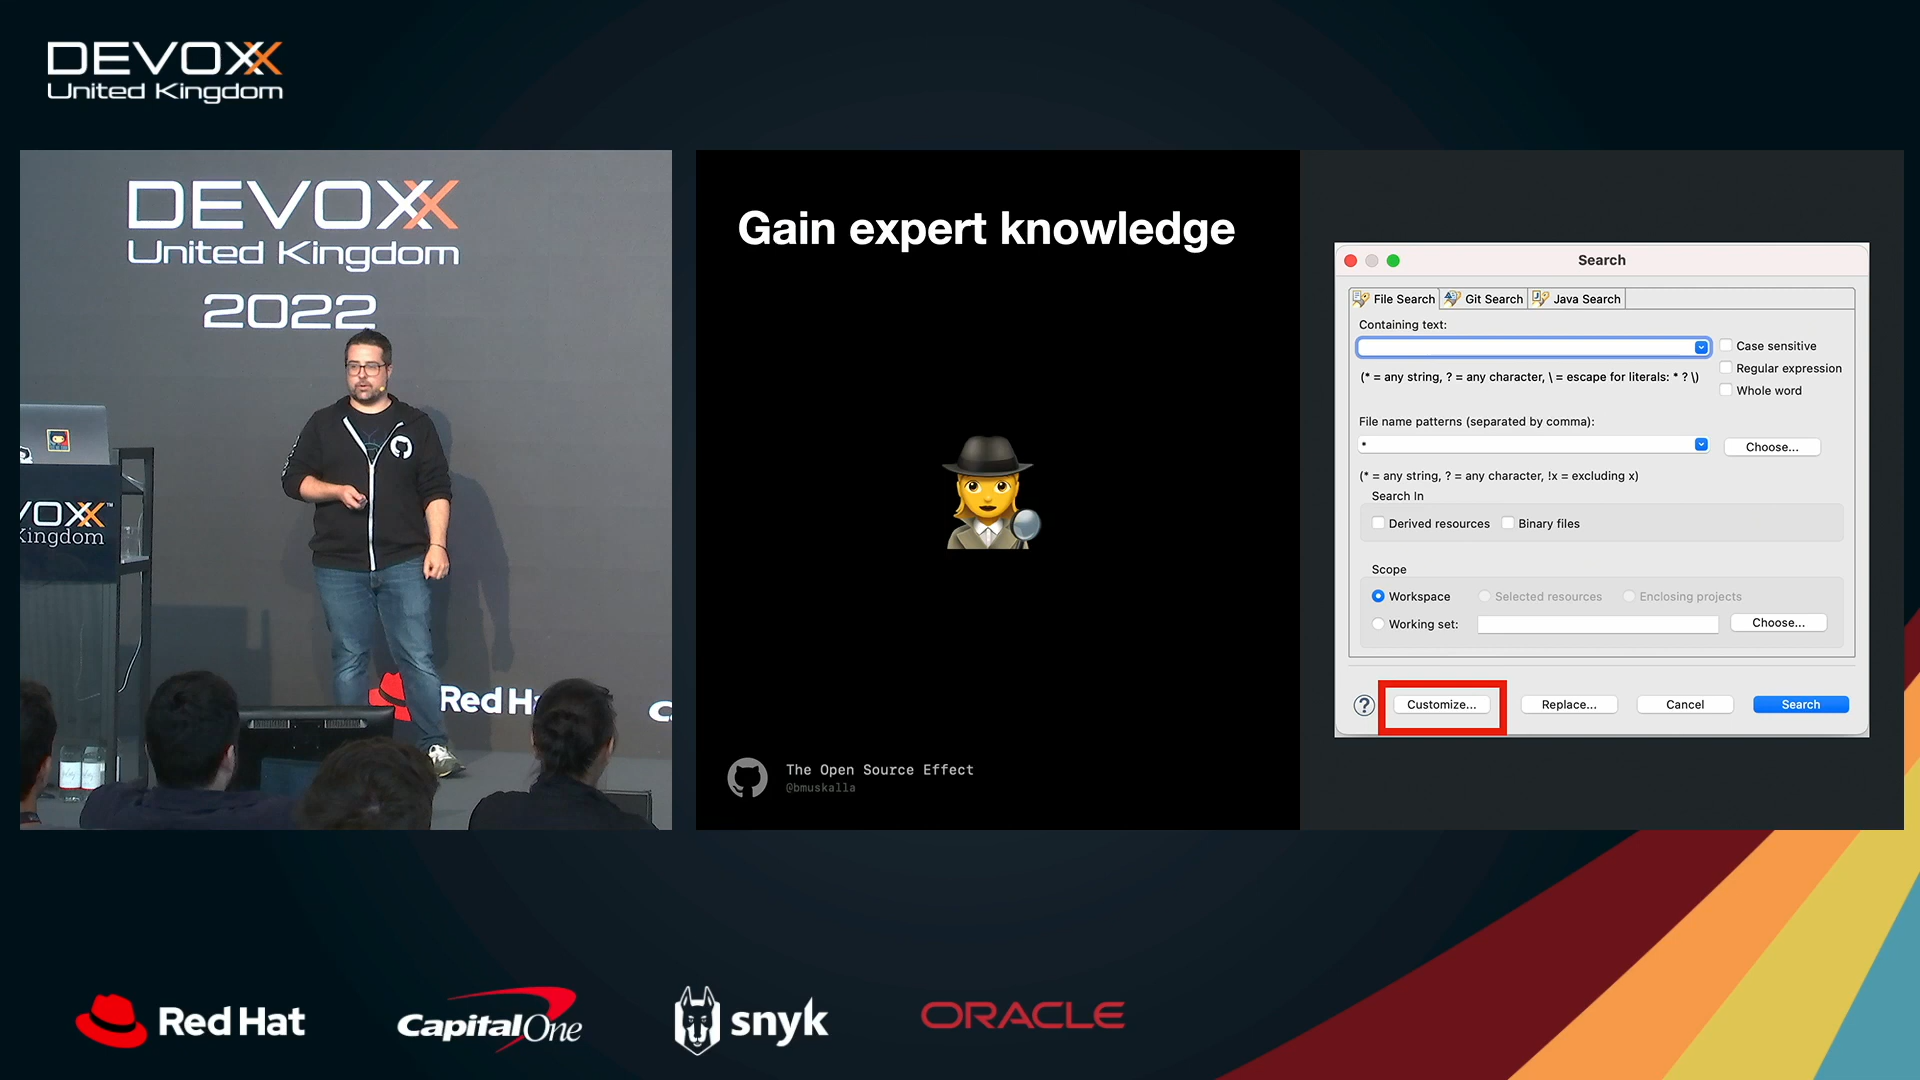 DEVOXX
United Kingdom
DEVOXX
United Kingdom
2022
VOXX™
Kingdom
Red H
C
Gain expert knowledge
The Open Source Effect
@bmuskalla
Search
File Search
Git Search
Java Search
Containing text:
Case sensitive
(* = any string, ? = any character, \ = escape for literals: * ? \)
Regular expression
Whole word
File name patterns (separated by comma):
*
Choose...
(* = any string, ? = any character, !x = excluding x)
Search In
Derived resources
Binary files
Scope
Workspace
Selected resources
Enclosing projects
Working set:
Choose...
?
Customize...
Replace...
Cancel
Search
Red Hat
Capital One
snyk
ORACLE